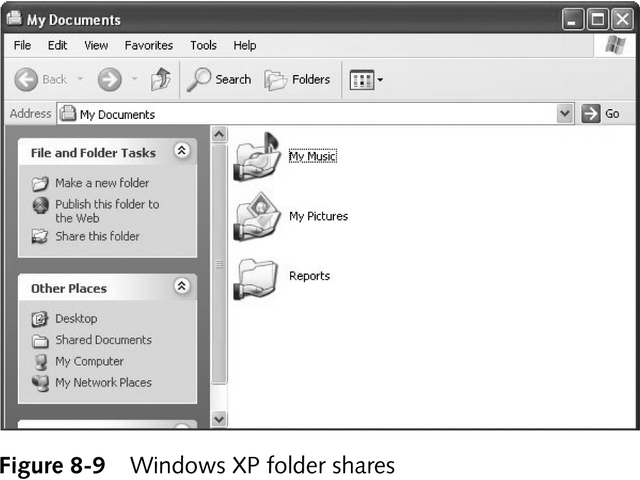 My Documents
File Edit View Favorites Tools Help
Back Search Folders
Address My Documents Go
File and Folder Tasks
Make a new folder
Publish this folder to
the Web
Share this folder
Other Places
Desktop
Shared Documents
My Computer
My Network Places
My Music
My Pictures
Reports
Figure 8-9 Windows XP folder shares